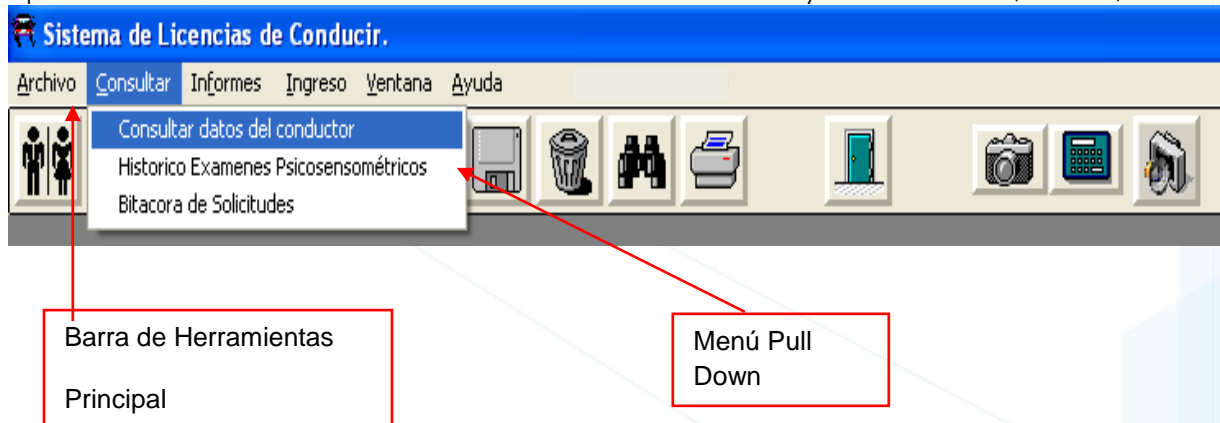 Sistema de Licencias de Conducir.
Archivo Consultar Informes Ingreso Ventana Ayuda
Consultar datos del conductor
Historico Examenes Psicosensométricos
Bitacora de Solicitudes
Barra de Herramientas
Principal
Menú Pull
Down